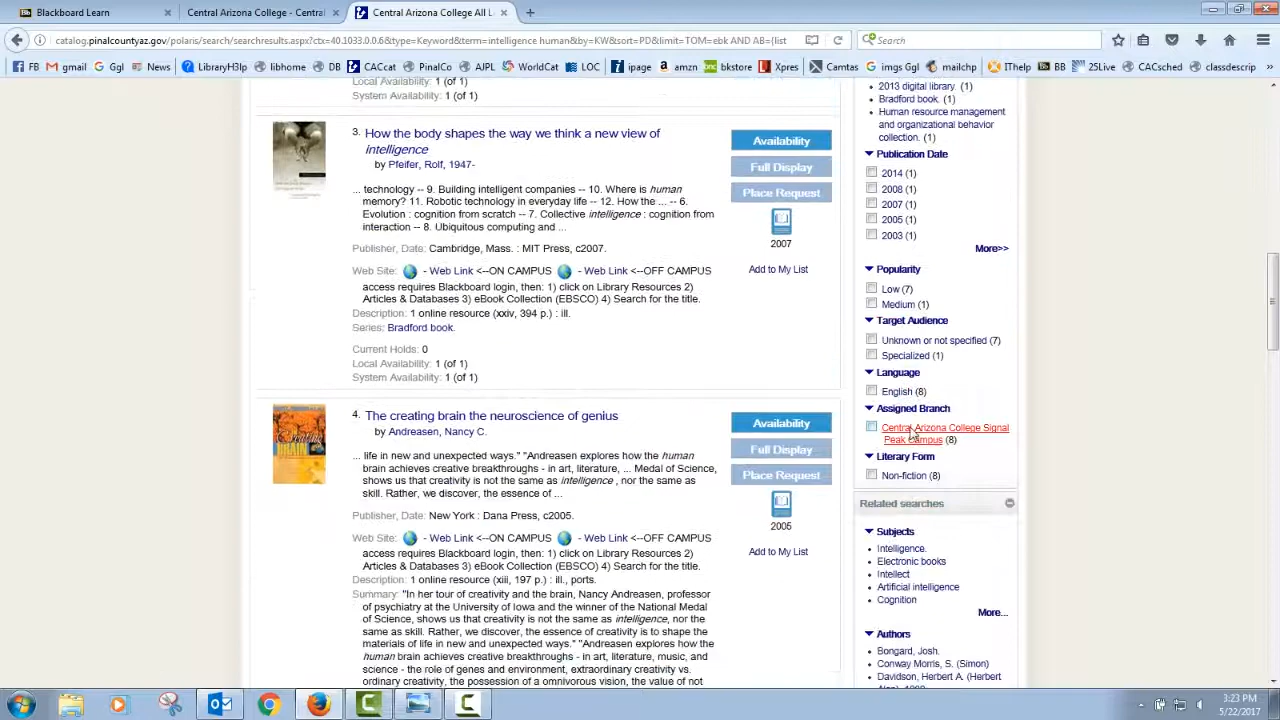 Blackboard Learn
Central Arizona College - Central
Central Arizona College All L
catalog.pinalcountyaz.gov/polaris/search/searchresults.aspx?ctx=40.1033.0.0.6&type=Keyword&term=intelligence human&by=KW&sort=PD&limit=TOM=ebk AND AB={list
Search
FB
gmail
Ggl
News
LibraryH3lp
libhome
DB
CACcat
PinalCo
AJPL
WorldCat
LOC
ipage
amzn
bkstore
Xpres
Camtas
imgs Ggl
mailchp
IThelp
BB
25Live
CACsched
classdescrip
Local Availability: 1 (of 1)
System Availability: 1 (of 1)
3. How the body shapes the way we think a new view of
intelligence
by Pfeifer, Rolf, 1947-
... technology -- 9. Building intelligent companies -- 10. Where is human
memory? 11. Robotic technology in everyday life -- 12. How the ... -- 6.
Evolution : cognition from scratch -- 7. Collective intelligence : cognition from
interaction -- 8. Ubiquitous computing and ...
Publisher, Date: Cambridge, Mass. : MIT Press, c2007.
Web Site: - Web Link <--ON CAMPUS - Web Link <--OFF CAMPUS
access requires Blackboard login, then: 1) click on Library Resources 2)
Articles & Databases 3) eBook Collection (EBSCO) 4) Search for the title.
Description: 1 online resource (xxiv, 394 p.) : ill.
Series: Bradford book.
Current Holds: 0
Local Availability: 1 (of 1)
System Availability: 1 (of 1)
Availability
Full Display
Place Request
2007
Add to My List
4. The creating brain the neuroscience of genius
by Andreasen, Nancy C.
... life in new and unexpected ways." "Andreasen explores how the human
brain achieves creative breakthroughs - in art, literature, ... Medal of Science,
shows us that creativity is not the same as intelligence , nor the same as
skill. Rather, we discover, the essence of ...
Publisher, Date: New York : Dana Press, c2005.
Web Site: - Web Link <--ON CAMPUS - Web Link <--OFF CAMPUS
access requires Blackboard login, then: 1) click on Library Resources 2)
Articles & Databases 3) eBook Collection (EBSCO) 4) Search for the title.
Description: 1 online resource (xiii, 197 p.) : ill., ports.
Summary: "In her tour of creativity and the brain, Nancy Andreasen, professor
of psychiatry at the University of Iowa and the winner of the National Medal
of Science, shows us that creativity is not the same as intelligence, nor the
same as skill. Rather, we discover, the essence of creativity is to shape the
materials of life in new and unexpected ways." "Andreasen explores how the
human brain achieves creative breakthroughs - in art, literature, music, and
science - the role of genes and environment, extraordinary creativity vs.
ordinary creativity, the possession of a omnivorous vision, the value of not
Availability
Full Display
Place Request
2005
Add to My List
2013 digital library. (1)
Bradford book. (1)
Human resource management
and organizational behavior
collection. (1)
Publication Date
2014 (1)
2008 (1)
2007 (1)
2005 (1)
2003 (1)
More>>
Popularity
Low (7)
Medium (1)
Target Audience
Unknown or not specified (7)
Specialized (1)
Language
English (8)
Assigned Branch
Central Arizona College Signal
Peak Campus (8)
Literary Form
Non-fiction (8)
Related searches
Subjects
Intelligence.
Electronic books
Intellect
Artificial intelligence
Cognition
More...
Authors
Bongard, Josh.
Conway Morris, S. (Simon)
Davidson, Herbert A. (Herbert
3:23 PM
5/22/2017